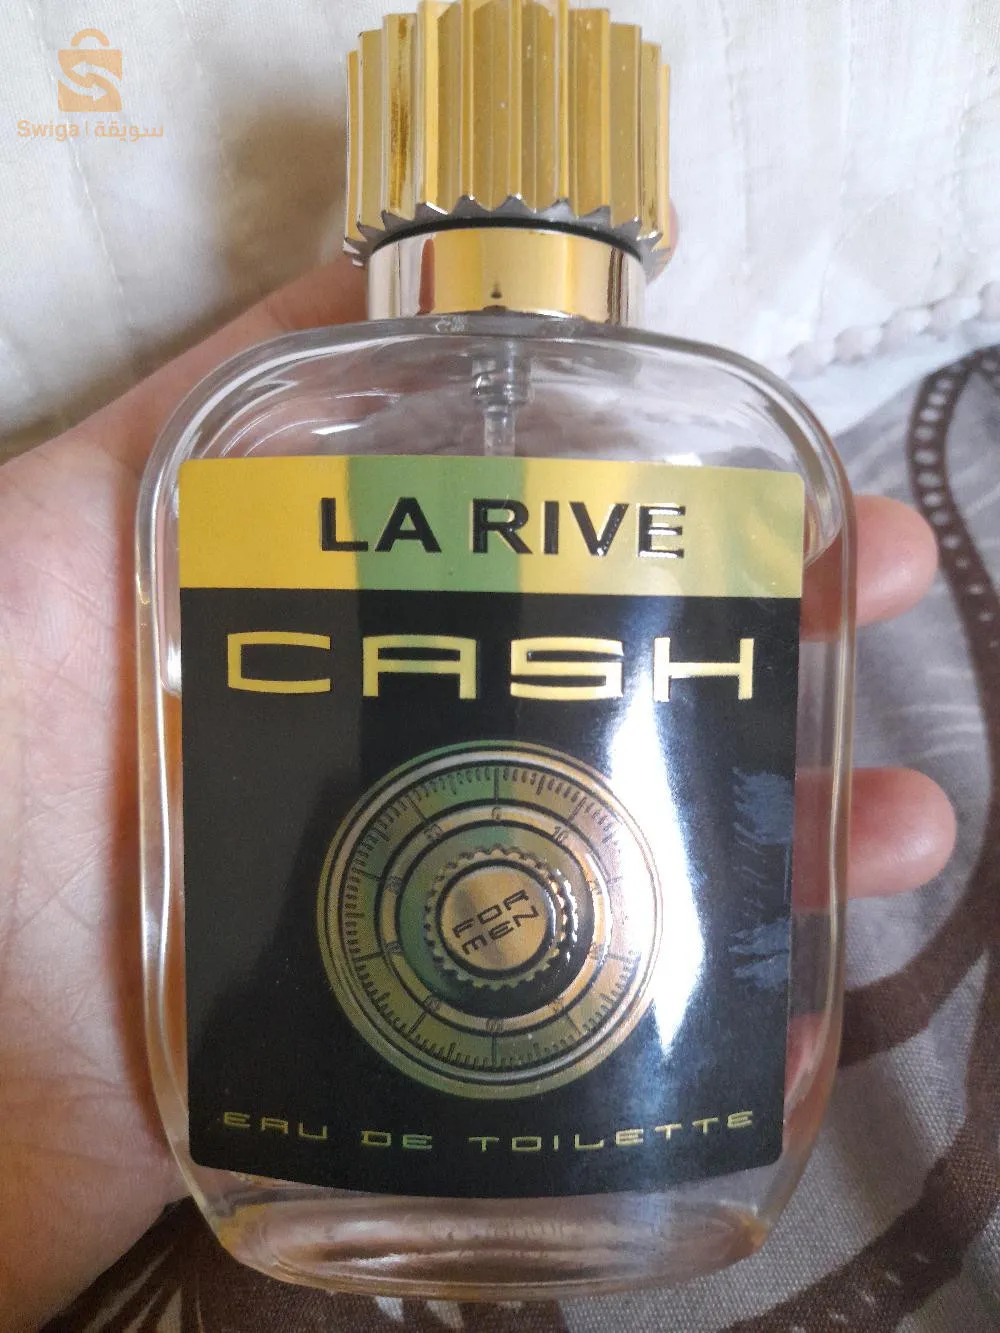 Swiga | سويقة
LA RIVE
CASH
FOR
MEN
EAU DE TOILETTE